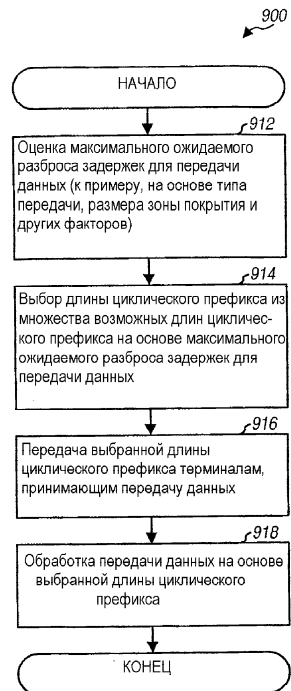 900
НАЧАЛО
912
Оценка максимального ожидаемого
разброса задержек для передачи
данных (к примеру, на основе типа
передачи, размера зоны покрытия и
других факторов)
914
Выбор длины циклического префикса из
множества возможных длин цикличес-
кого префикса на основе максимального
ожидаемого разброса задержек для
передачи данных
916
Передача выбранной длины
циклического префикса терминалам,
принимающим передачу данных
918
Обработка передачи данных на основе
выбранной длины циклического
префикса
КОНЕЦ